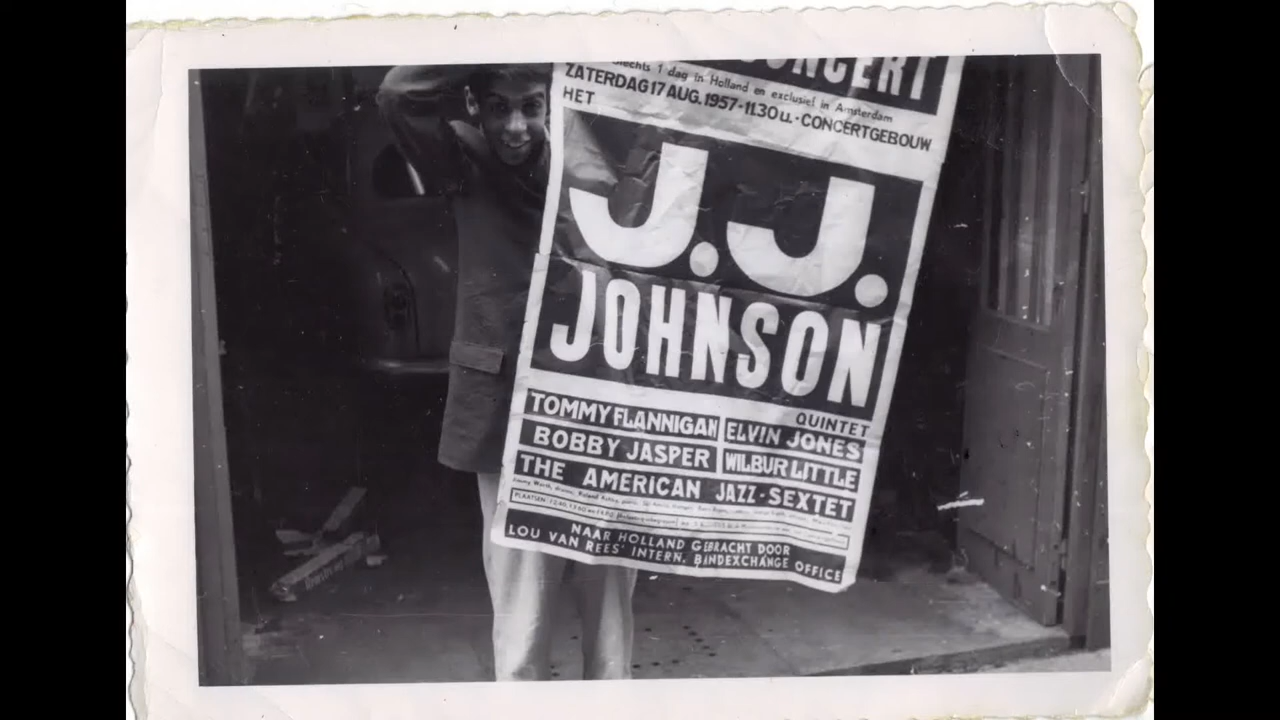 CONCERT
slechts 1 dag in Holland en exclusief in Amsterdam
ZATERDAG 17 AUG. 1957-11.30 u. - CONCERTGEBOUW
HET
J.J.
JOHNSON
QUINTET
TOMMY FLANNIGAN ELVIN JONES
BOBBY JASPER WILBUR LITTLE
THE AMERICAN JAZZ-SEXTET
PLAATSEN
NAAR HOLLAND GEBRACHT DOOR
LOU VAN REES' INTERN. BANDEXCHANGE OFFICE